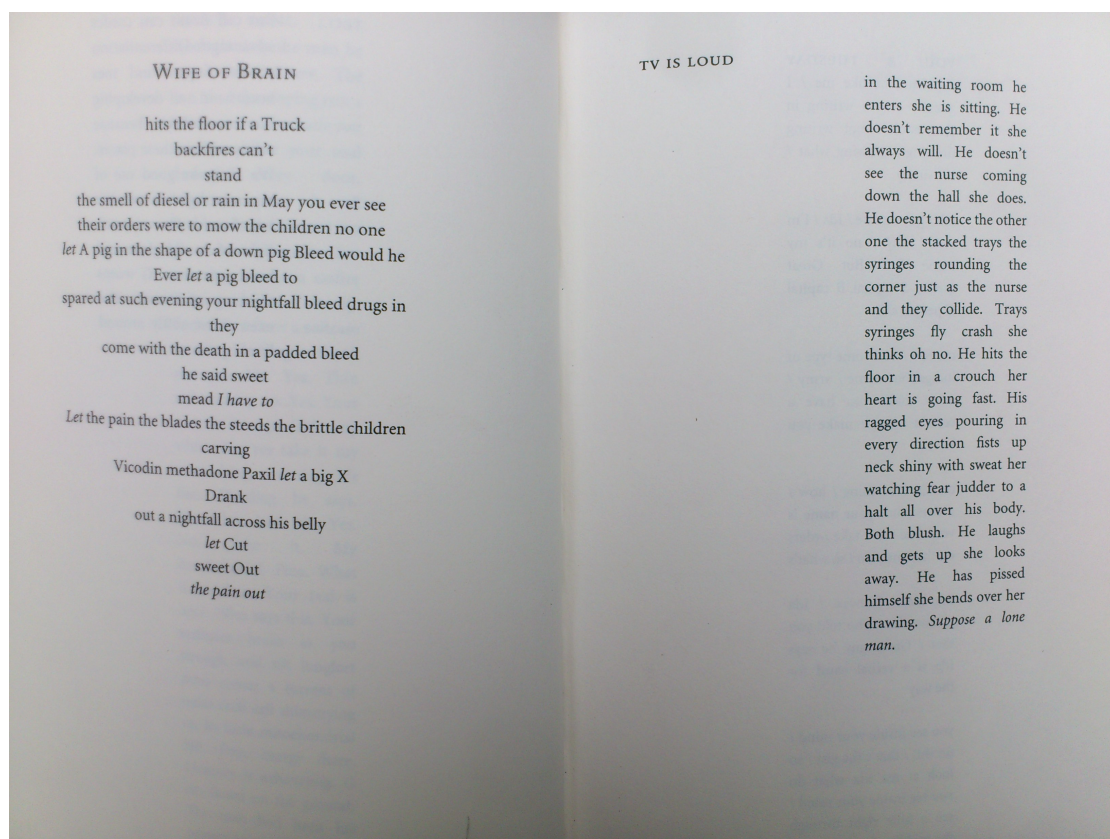 WIFE OF BRAIN
hits the floor if a Truck
backfires can't
stand
the smell of diesel or rain in May you ever see
their orders were to mow the children no one
let A pig in the shape of a down pig Bleed would he
Ever let a pig bleed to
spared at such evening your nightfall bleed drugs in
they
come with the death in a padded bleed
he said sweet
mead I have to
Let the pain the blades the steeds the brittle children
carving
Vicodin methadone Paxil let a big X
Drank
out a nightfall across his belly
let Cut
sweet Out
the pain out
TV IS LOUD
in the waiting room he
enters she is sitting. He
doesn't remember it she
always will. He doesn't
see the nurse coming
down the hall she does.
He doesn't notice the other
one the stacked trays the
syringes rounding the
corner just as the nurse
and they collide. Trays
syringes fly crash she
thinks oh no. He hits the
floor in a crouch her
heart is going fast. His
ragged eyes pouring in
every direction fists up
neck shiny with sweat her
watching fear judder to a
halt all over his body.
Both blush. He laughs
and gets up she looks
away. He has pissed
himself she bends over her
drawing. Suppose a lone
man.